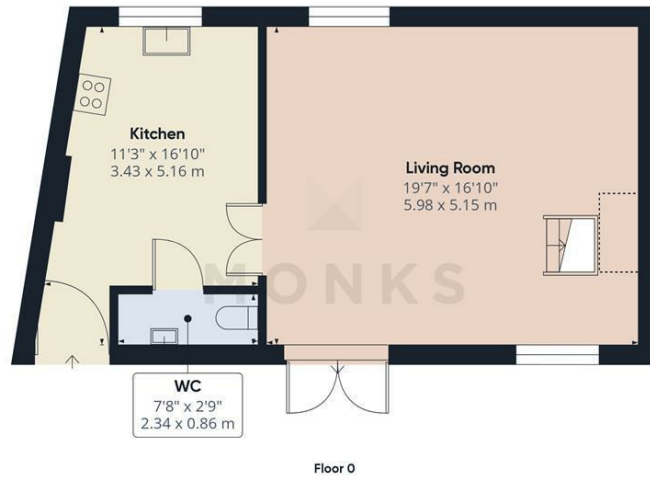 Kitchen
11'3" x 16'10"
3.43 x 5.16 m
Living Room
19'7" x 16'10"
5.98 x 5.15 m
MONKS
WC
7'8" x 2'9"
2.34 x 0.86 m
Floor 0